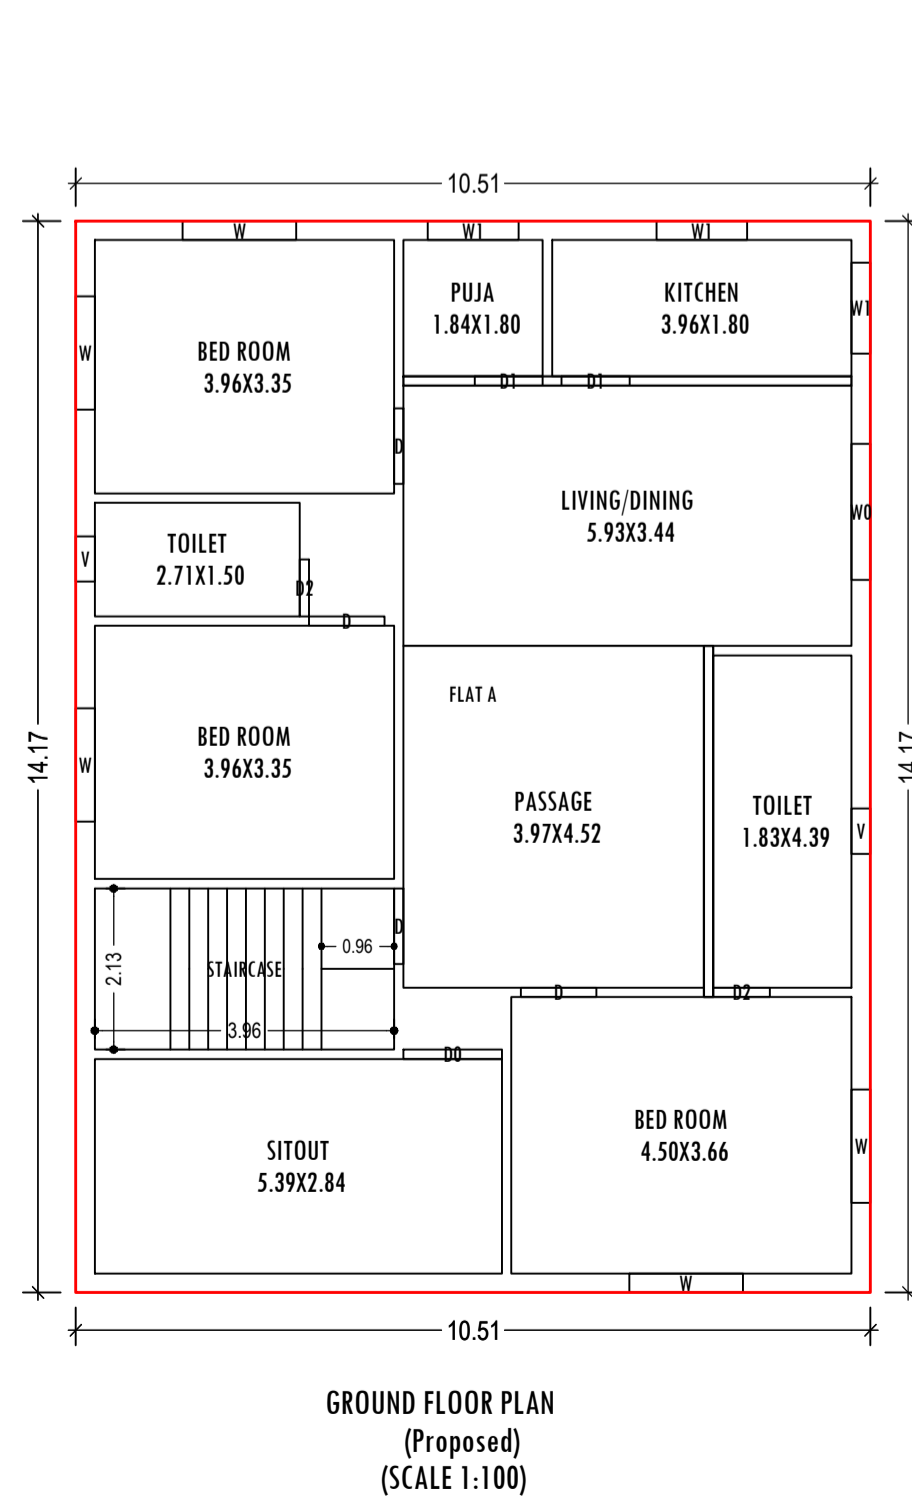 10.51
W
W1
W1
PUJA
1.84X1.80
KITCHEN
3.96X1.80
W1
W
BED ROOM
3.96X3.35
D1
D1
D
LIVING/DINING
5.93X3.44
W0
TOILET
2.71X1.50
V
D2
D
FLAT A
BED ROOM
3.96X3.35
W
14.17
14.17
PASSAGE
3.97X4.52
TOILET
1.83X4.39
V
D
0.96
2.13
STAIRCASE
3.96
D
D2
D0
BED ROOM
4.50X3.66
W
SITOUT
5.39X2.84
W
10.51
GROUND FLOOR PLAN
(Proposed)
(SCALE 1:100)